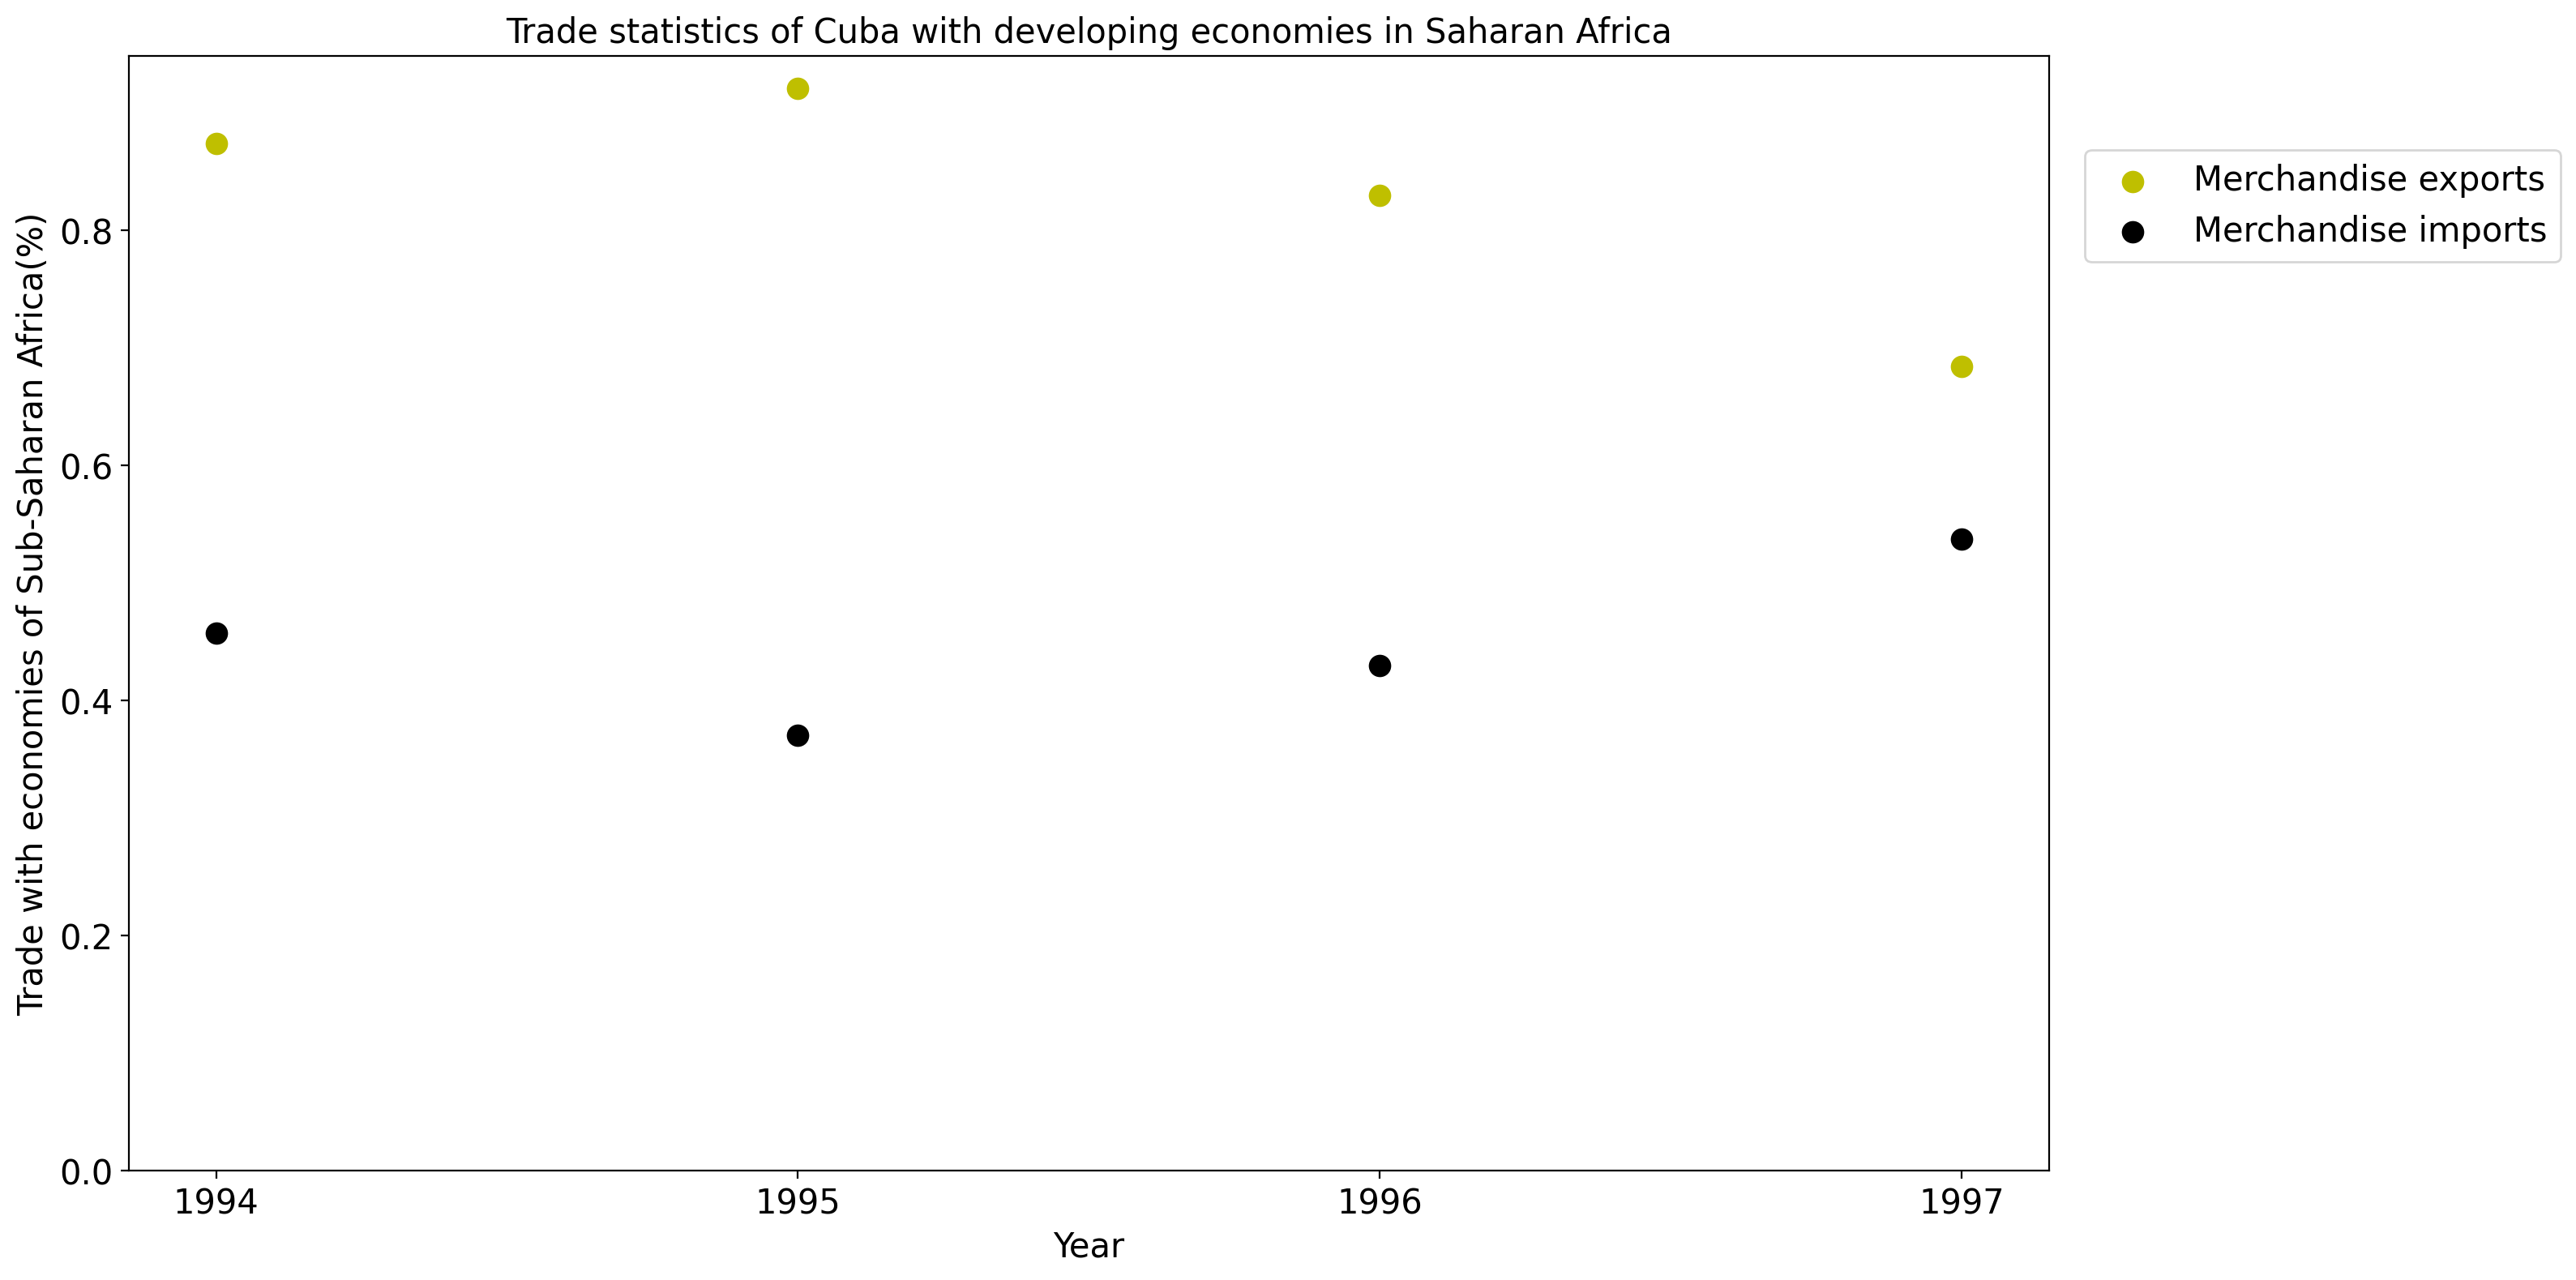 Trade statistics of Cuba with developing economies in Saharan Africa
Trade with economies of Sub-Saharan Africa(%)
0.8
0.6
0.4
0.2
0.0
1994 1995 1996 1997
Year
Merchandise exports
Merchandise imports